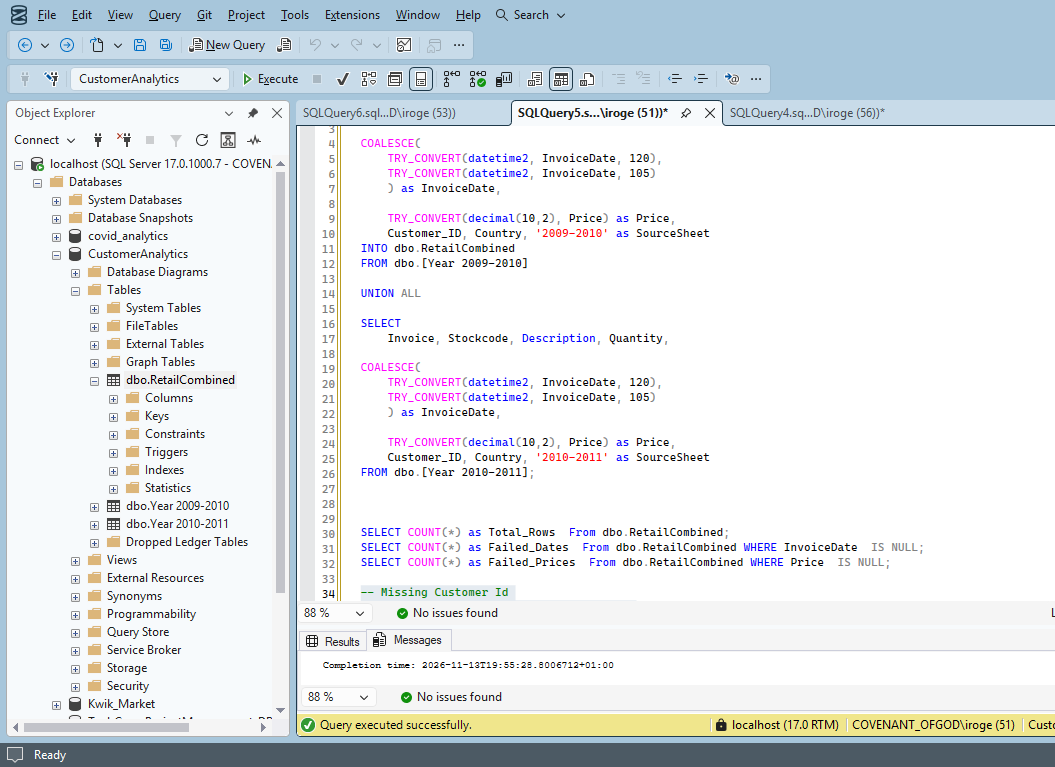 File Edit View Query Git Project Tools Extensions Window Help Search
New Query
CustomerAnalytics Execute
Object Explorer
Connect
localhost (SQL Server 17.0.1000.7 - COVENA
Databases
System Databases
Database Snapshots
covid_analytics
CustomerAnalytics
Database Diagrams
Tables
System Tables
FileTables
External Tables
Graph Tables
dbo.RetailCombined
Columns
Keys
Constraints
Triggers
Indexes
Statistics
dbo.Year 2009-2010
dbo.Year 2010-2011
Dropped Ledger Tables
Views
External Resources
Synonyms
Programmability
Query Store
Service Broker
Storage
Security
Kwik_Market
SQLQuery6.sql...D\iroge (53)) SQLQuery5.s...\iroge (51))* SQLQuery4.sq...D\iroge (56))*
3
4 COALESCE(
5 TRY_CONVERT(datetime2, InvoiceDate, 120),
6 TRY_CONVERT(datetime2, InvoiceDate, 105)
7 ) as InvoiceDate,
8
9 TRY_CONVERT(decimal(10,2), Price) as Price,
10 Customer_ID, Country, '2009-2010' as SourceSheet
11 INTO dbo.RetailCombined
12 FROM dbo.[Year 2009-2010]
13
14 UNION ALL
15
16 SELECT
17 Invoice, Stockcode, Description, Quantity,
18
19 COALESCE(
20 TRY_CONVERT(datetime2, InvoiceDate, 120),
21 TRY_CONVERT(datetime2, InvoiceDate, 105)
22 ) as InvoiceDate,
23
24 TRY_CONVERT(decimal(10,2), Price) as Price,
25 Customer_ID, Country, '2010-2011' as SourceSheet
26 FROM dbo.[Year 2010-2011];
27
28
29
30 SELECT COUNT(*) as Total_Rows From dbo.RetailCombined;
31 SELECT COUNT(*) as Failed_Dates From dbo.RetailCombined WHERE InvoiceDate IS NULL;
32 SELECT COUNT(*) as Failed_Prices From dbo.RetailCombined WHERE Price IS NULL;
33
34 -- Missing Customer Id
88 % No issues found L
Results Messages
Completion time: 2026-11-13T19:55:28.8006712+01:00
88 % No issues found
Query executed successfully. localhost (17.0 RTM) COVENANT_OFGOD\iroge (51) Custo
Ready